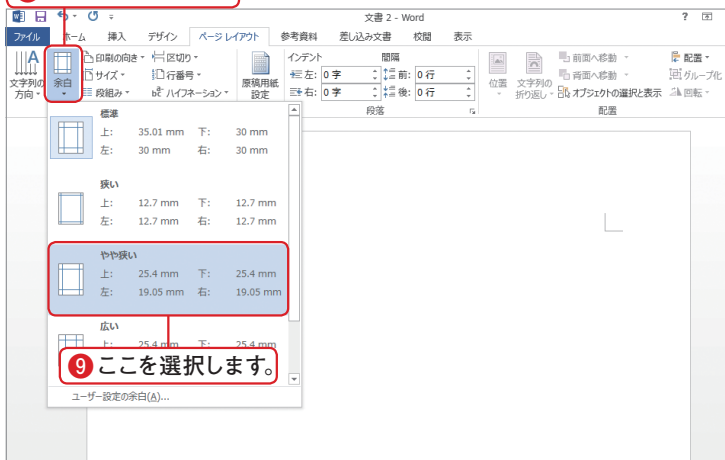 文書 2 - Word
ファイル ホーム 挿入 デザイン ページ レイアウト 参考資料 差し込み文書 校閲 表示
文字列の方向 余白 印刷の向き 区切り
サイズ 行番号
段組み ハイフネーション
原稿用紙設定
インデント 間隔
左: 0 字 前: 0 行
右: 0 字 後: 0 行
段落
位置 文字列の折り返し 前面へ移動 配置
背面へ移動 グループ化
オブジェクトの選択と表示 回転
配置
標準
上: 35.01 mm 下: 30 mm
左: 30 mm 右: 30 mm
狭い
上: 12.7 mm 下: 12.7 mm
左: 12.7 mm 右: 12.7 mm
やや狭い
上: 25.4 mm 下: 25.4 mm
左: 19.05 mm 右: 19.05 mm
広い
上: 25.4 mm 下: 25.4 mm
❾ ここを選択します。
ユーザー設定の余白(A)...